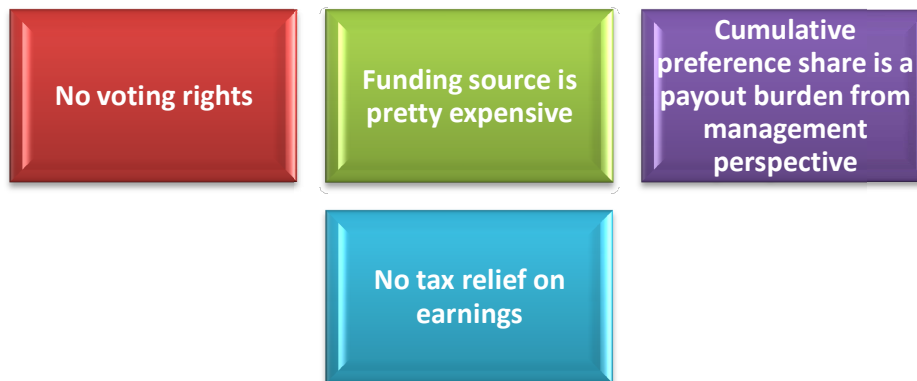 No voting rights
Funding source is
pretty expensive
Cumulative
preference share is a
payout burden from
management
perspective
No tax relief on
earnings